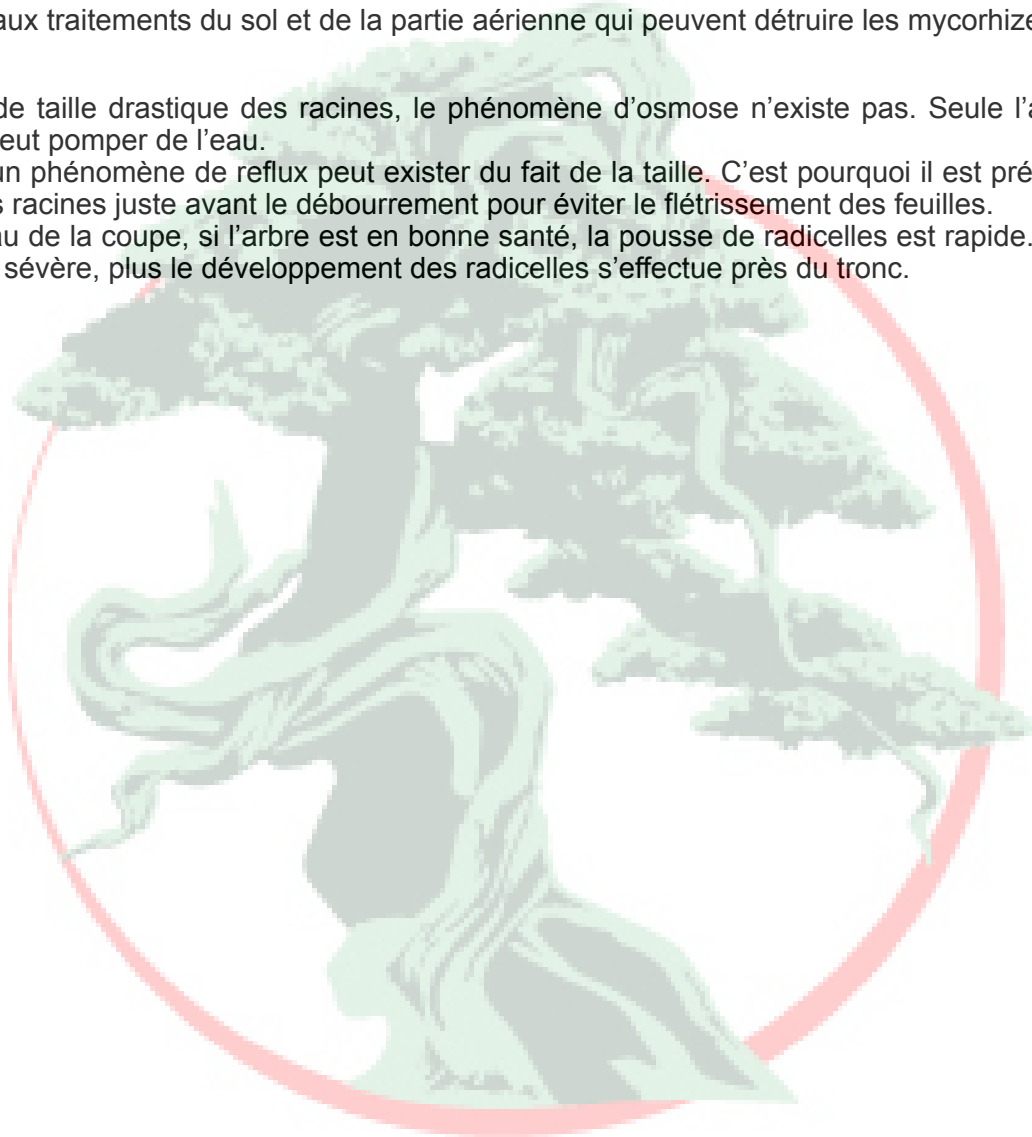 aux traitements du sol et de la partie aérienne qui peuvent détruire les mycorhize
de taille drastique des racines, le phénomène d’osmose n’existe pas. Seule l’a
eut pomper de l’eau.
un phénomène de reflux peut exister du fait de la taille. C’est pourquoi il est pré
s racines juste avant le débourrement pour éviter le flétrissement des feuilles.
au de la coupe, si l’arbre est en bonne santé, la pousse de radicelles est rapide.
sévère, plus le développement des radicelles s’effectue près du tronc.